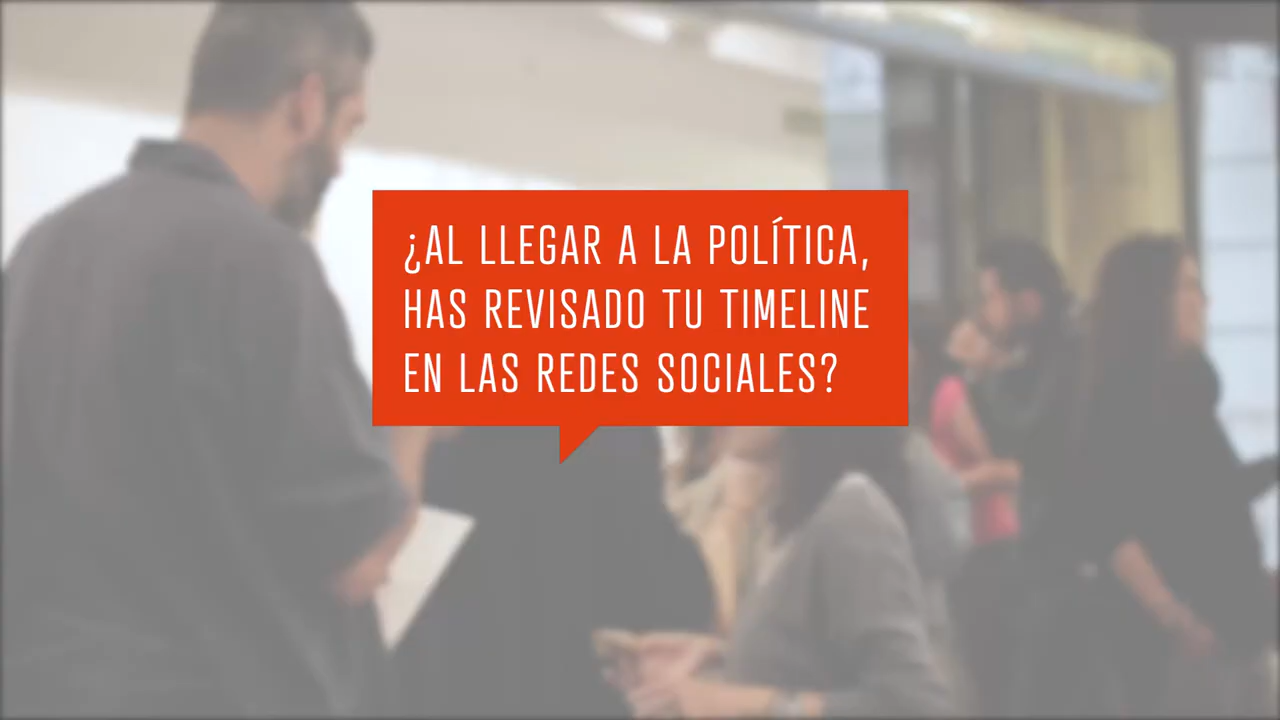 ¿AL LLEGAR A LA POLÍTICA,
HAS REVISADO TU TIMELINE
EN LAS REDES SOCIALES?